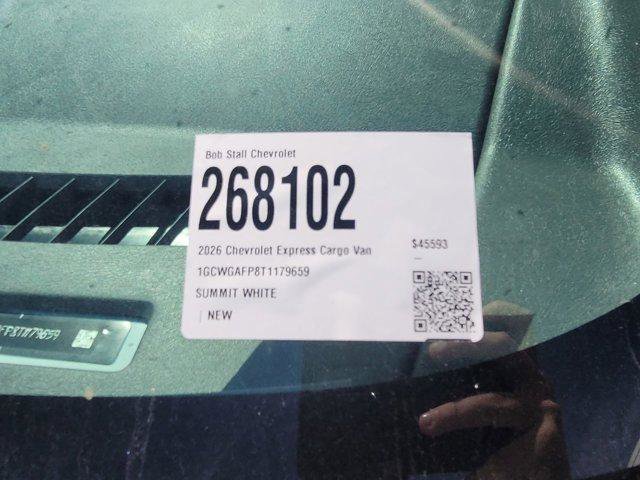 Bob Stall Chevrolet
268102
2026 Chevrolet Express Cargo Van $45593
1GCWGAFP8T1179659
SUMMIT WHITE
| NEW